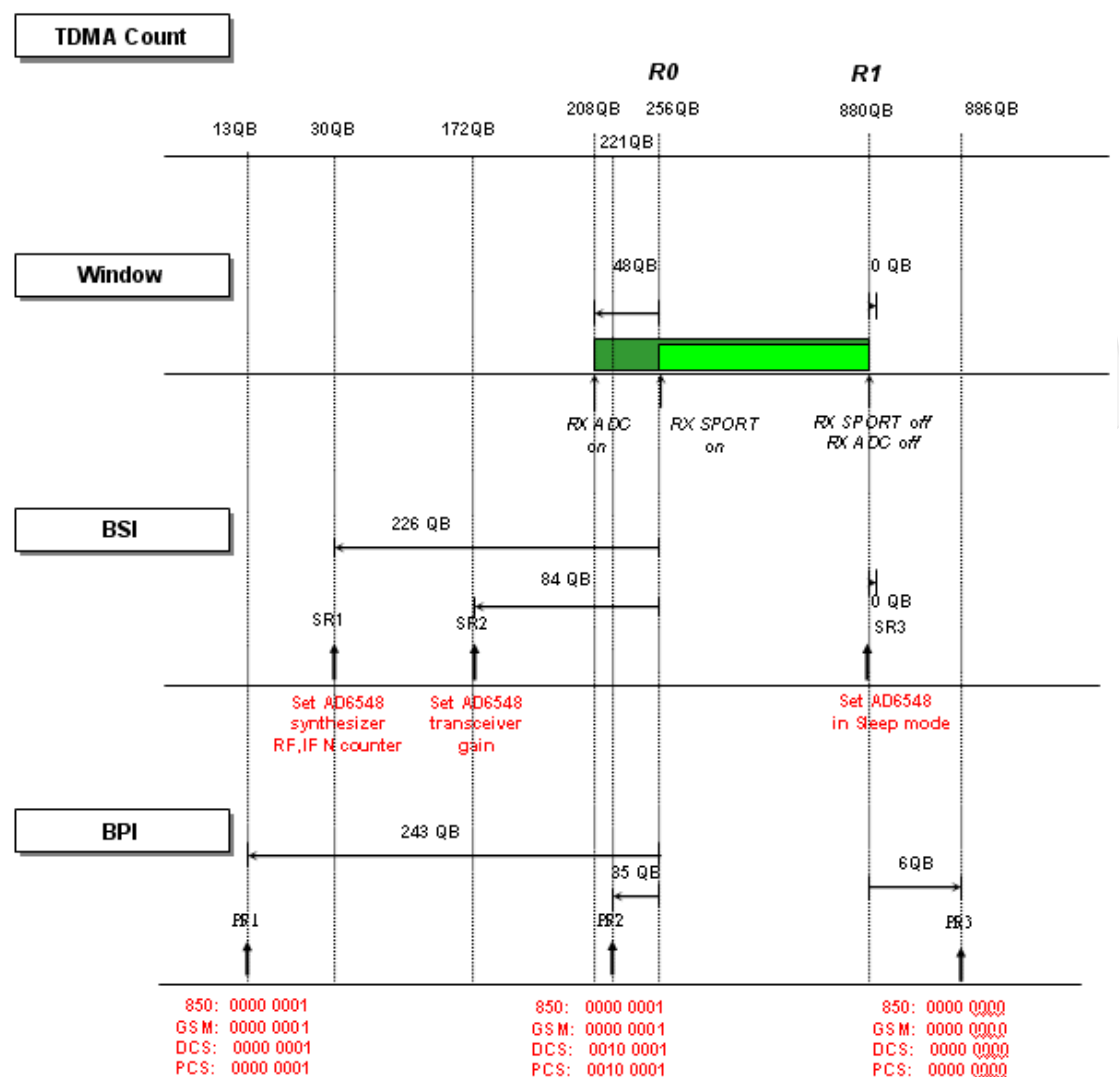 TDMA Count
R0 R1
208QB 256QB 880QB 886QB
13QB 30QB 172QB
221QB
Window
48QB 0 QB
RX ADC on
RX SPORT on
RX SPORT off
RX ADC off
BSI
226 QB
84 QB
0 QB
SR1 SR2 SR3
Set AD6548
synthesizer
RF,IF N counter
Set AD6548
transceiver
gain
Set AD6548
in Sleep mode
BPI
243 QB
35 QB
6QB
PR1 PR2 PR3
850: 0000 0001
GSM: 0000 0001
DCS: 0000 0001
PCS: 0000 0001
850: 0000 0001
GSM: 0000 0001
DCS: 0010 0001
PCS: 0010 0001
850: 0000 0000
GSM: 0000 0000
DCS: 0000 0000
PCS: 0000 0000